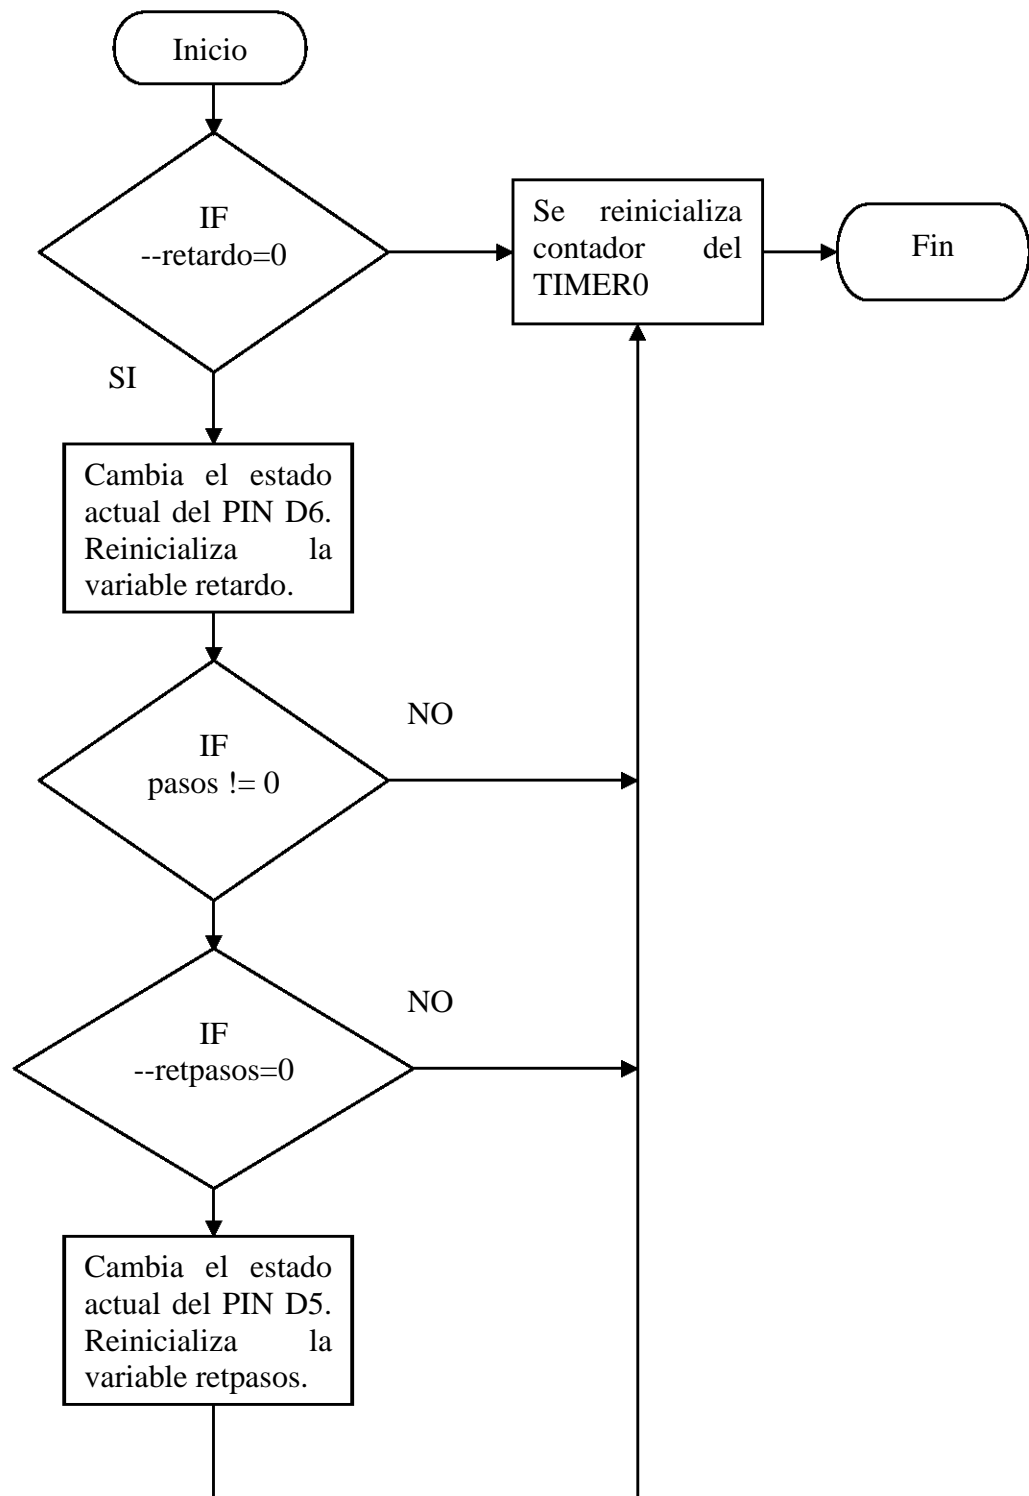 Inicio
IF
--retardo=0
Se reinicializa
contador del
TIMER0
Fin
SI
Cambia el estado
actual del PIN D6.
Reinicializa la
variable retardo.
NO
IF
pasos != 0
NO
IF
--retpasos=0
Cambia el estado
actual del PIN D5.
Reinicializa la
variable retpasos.